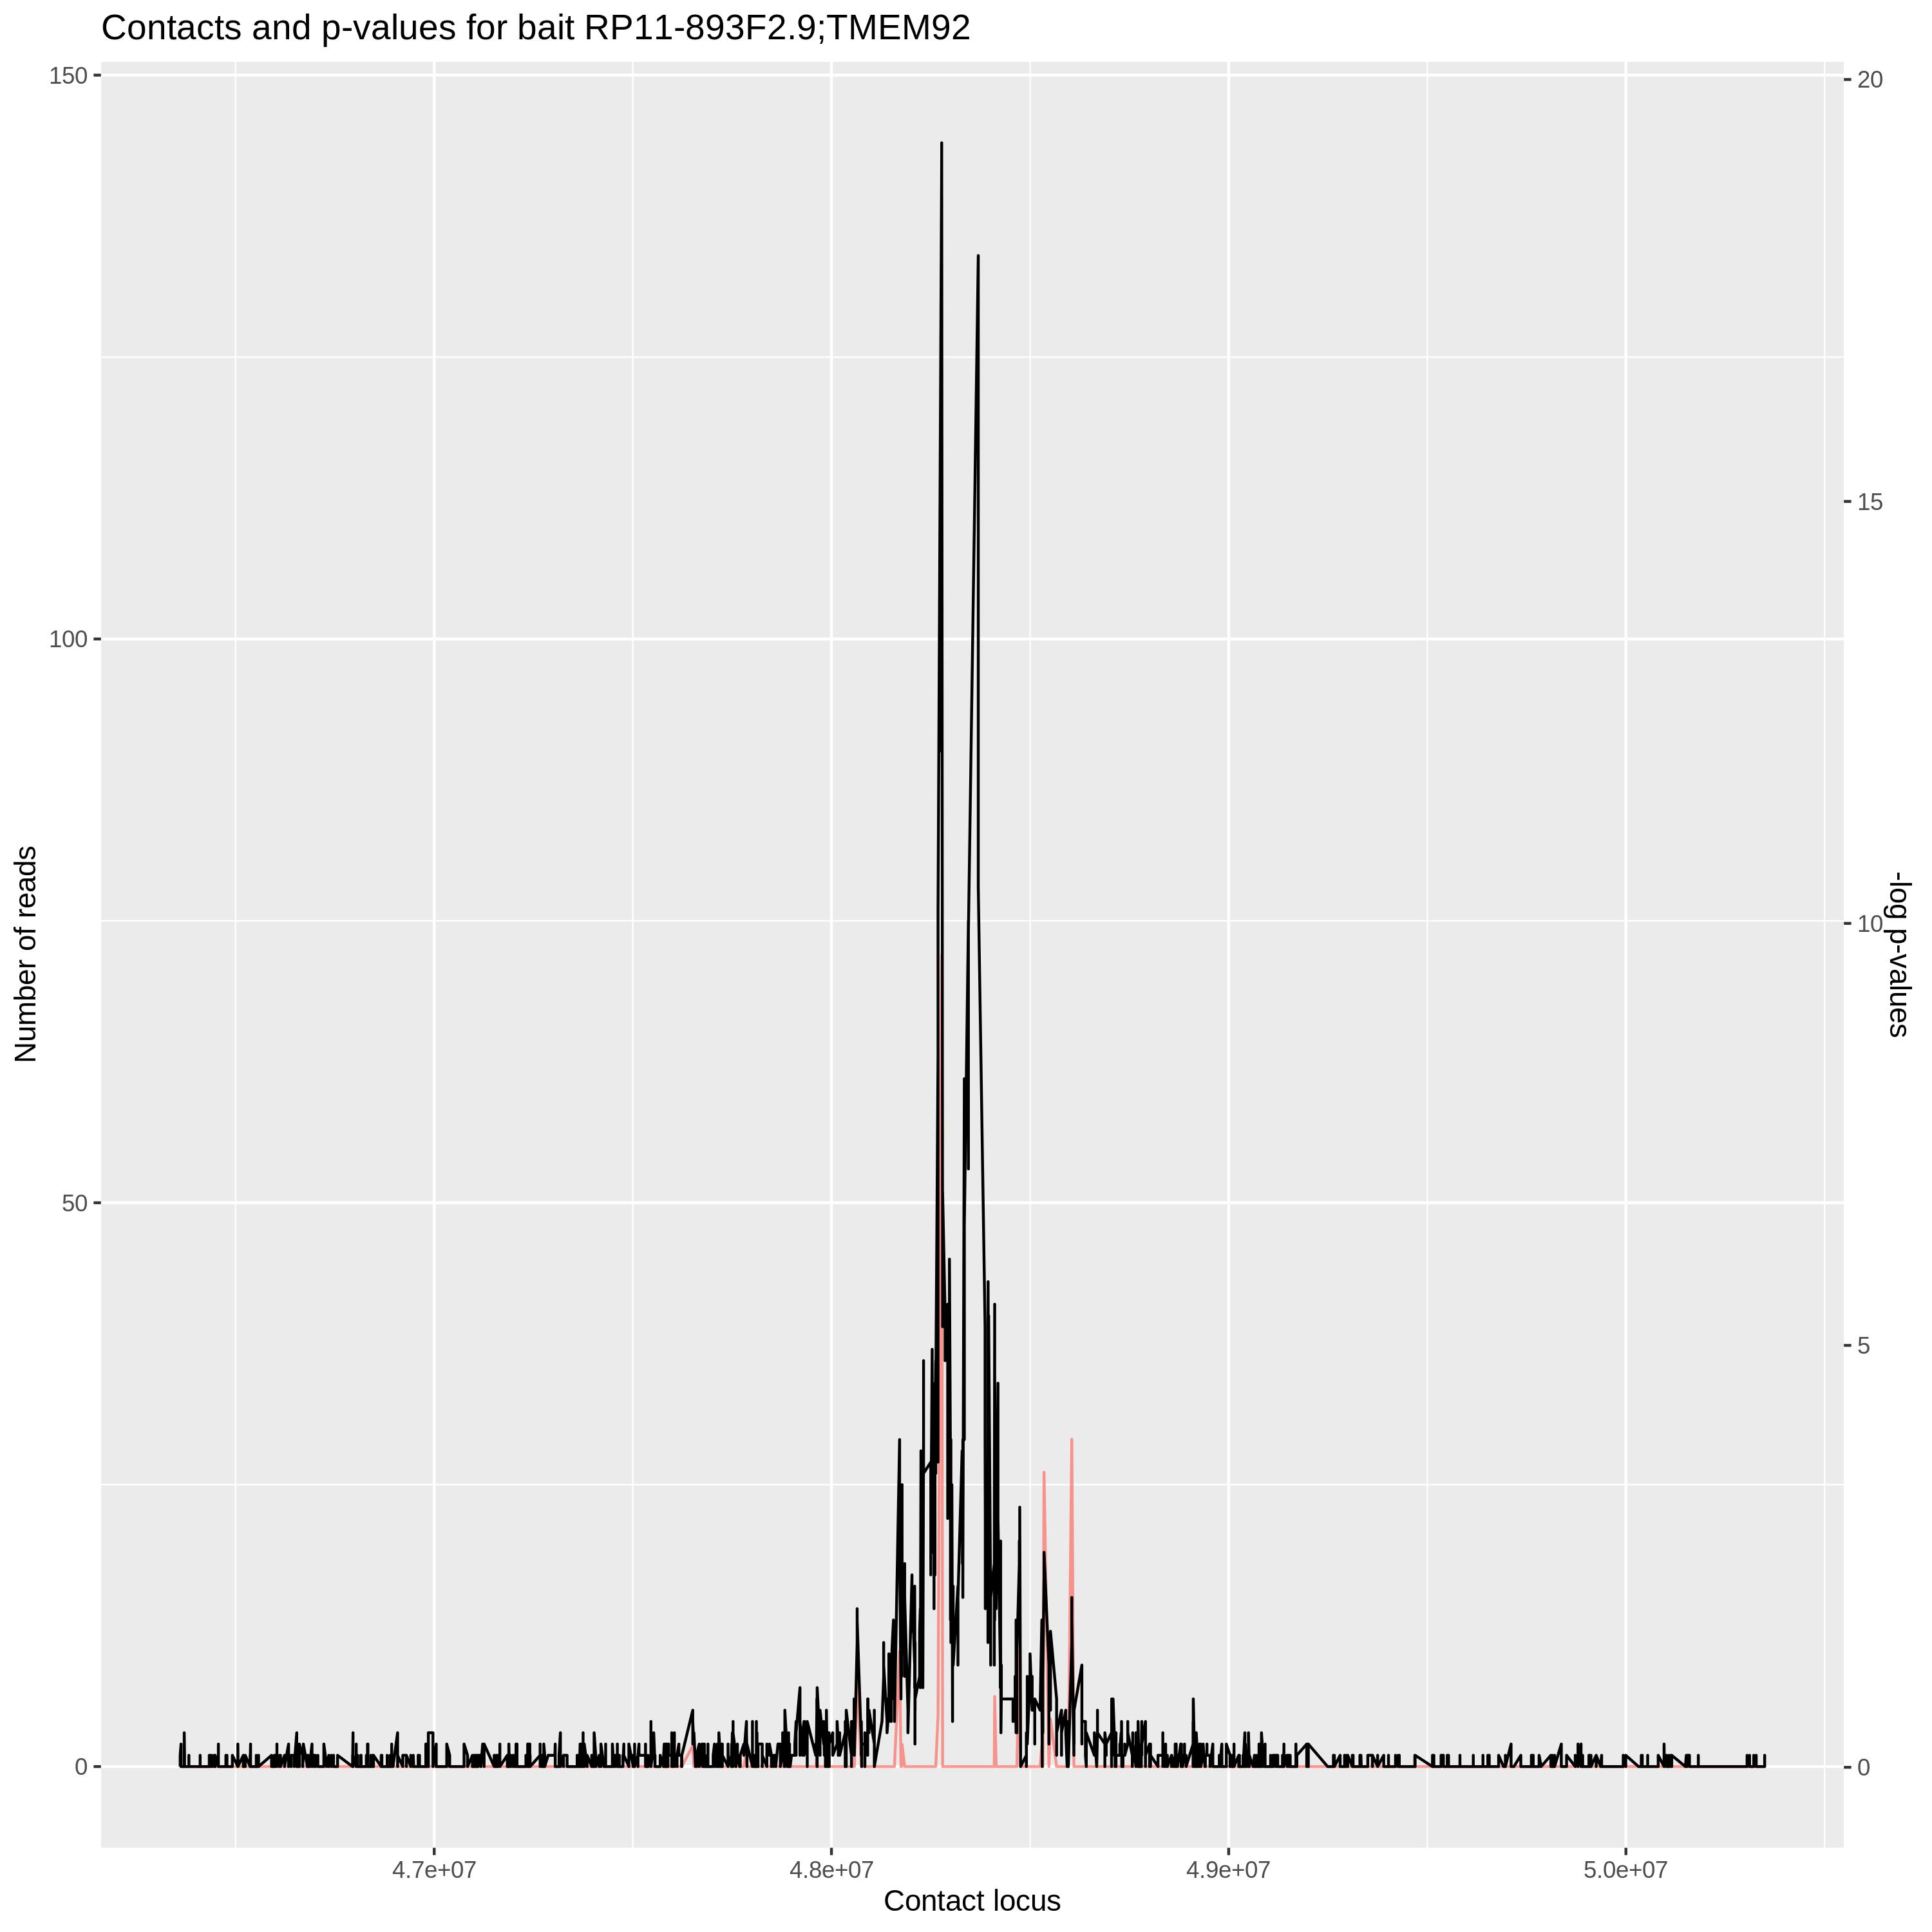 Contacts and p-values for bait RP11-893F2.9;TMEM92
150
100
50
0
Number of reads
20
15
10
5
0
-log p-values
4.7e+07
4.8e+07
4.9e+07
5.0e+07
Contact locus